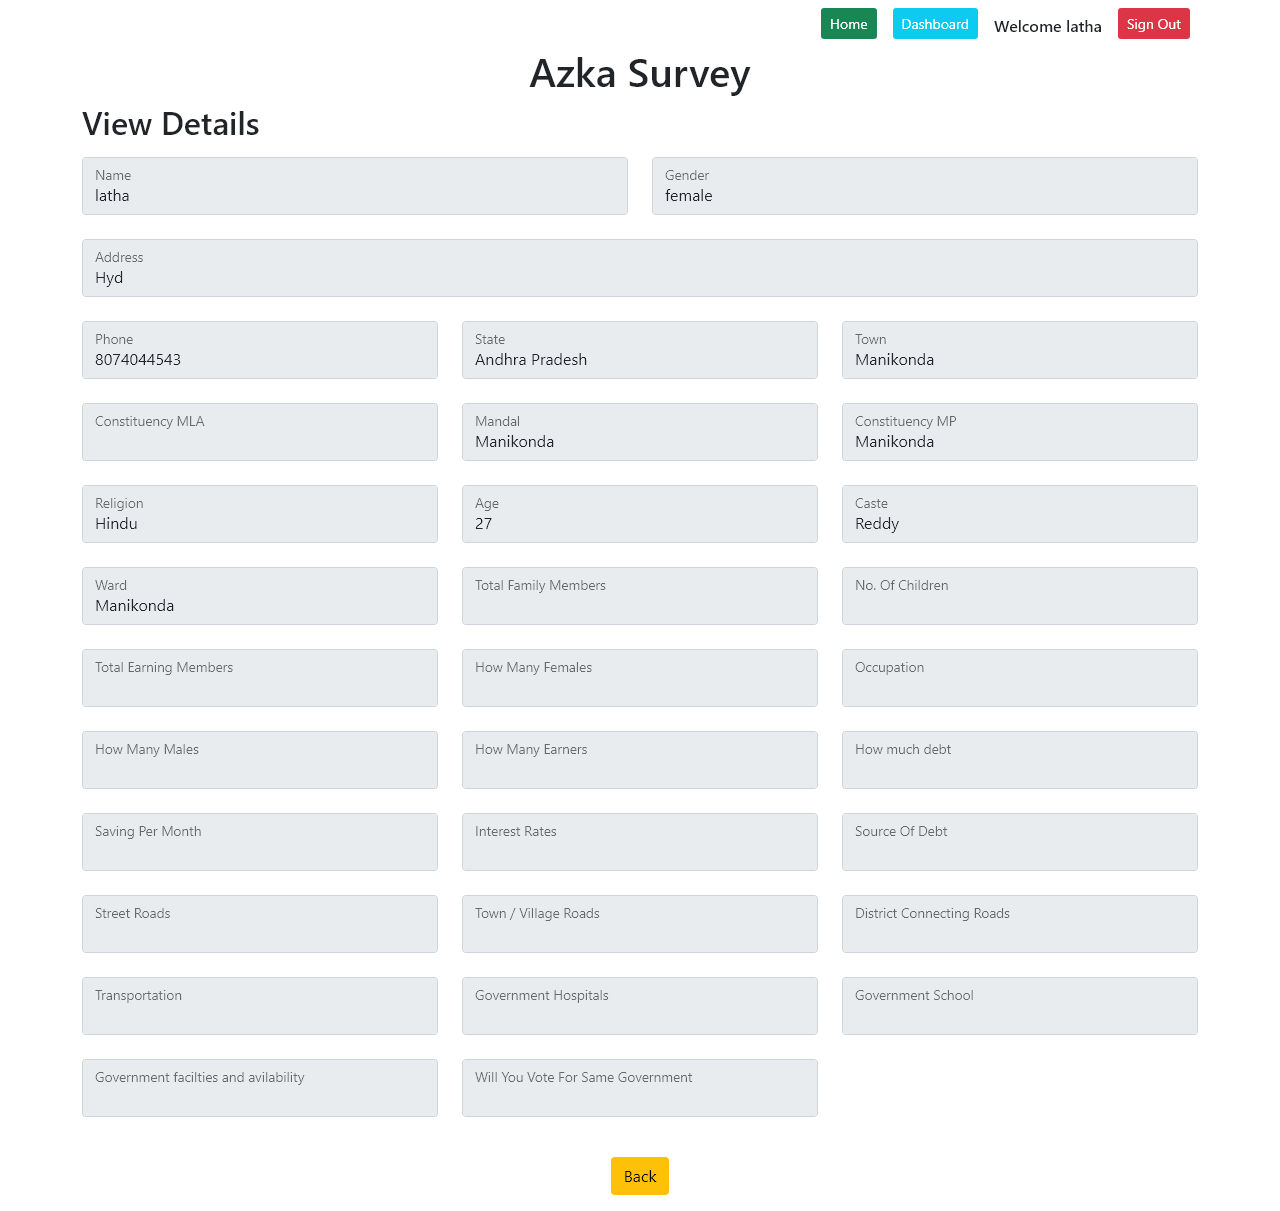 Home Dashboard Welcome latha Sign Out
Azka Survey
View Details
Name Gender
latha female
Address
Hyd
Phone State Town
8074044543 Andhra Pradesh Manikonda
Constituency MLA Mandal Constituency MP
Manikonda Manikonda
Religion Age Caste
Hindu 27 Reddy
Ward Total Family Members No. Of Children
Manikonda
Total Earning Members How Many Females Occupation
How Many Males How Many Earners How much debt
Saving Per Month Interest Rates Source Of Debt
Street Roads Town / Village Roads District Connecting Roads
Transportation Government Hospitals Government School
Government facilties and avilability Will You Vote For Same Government
Back